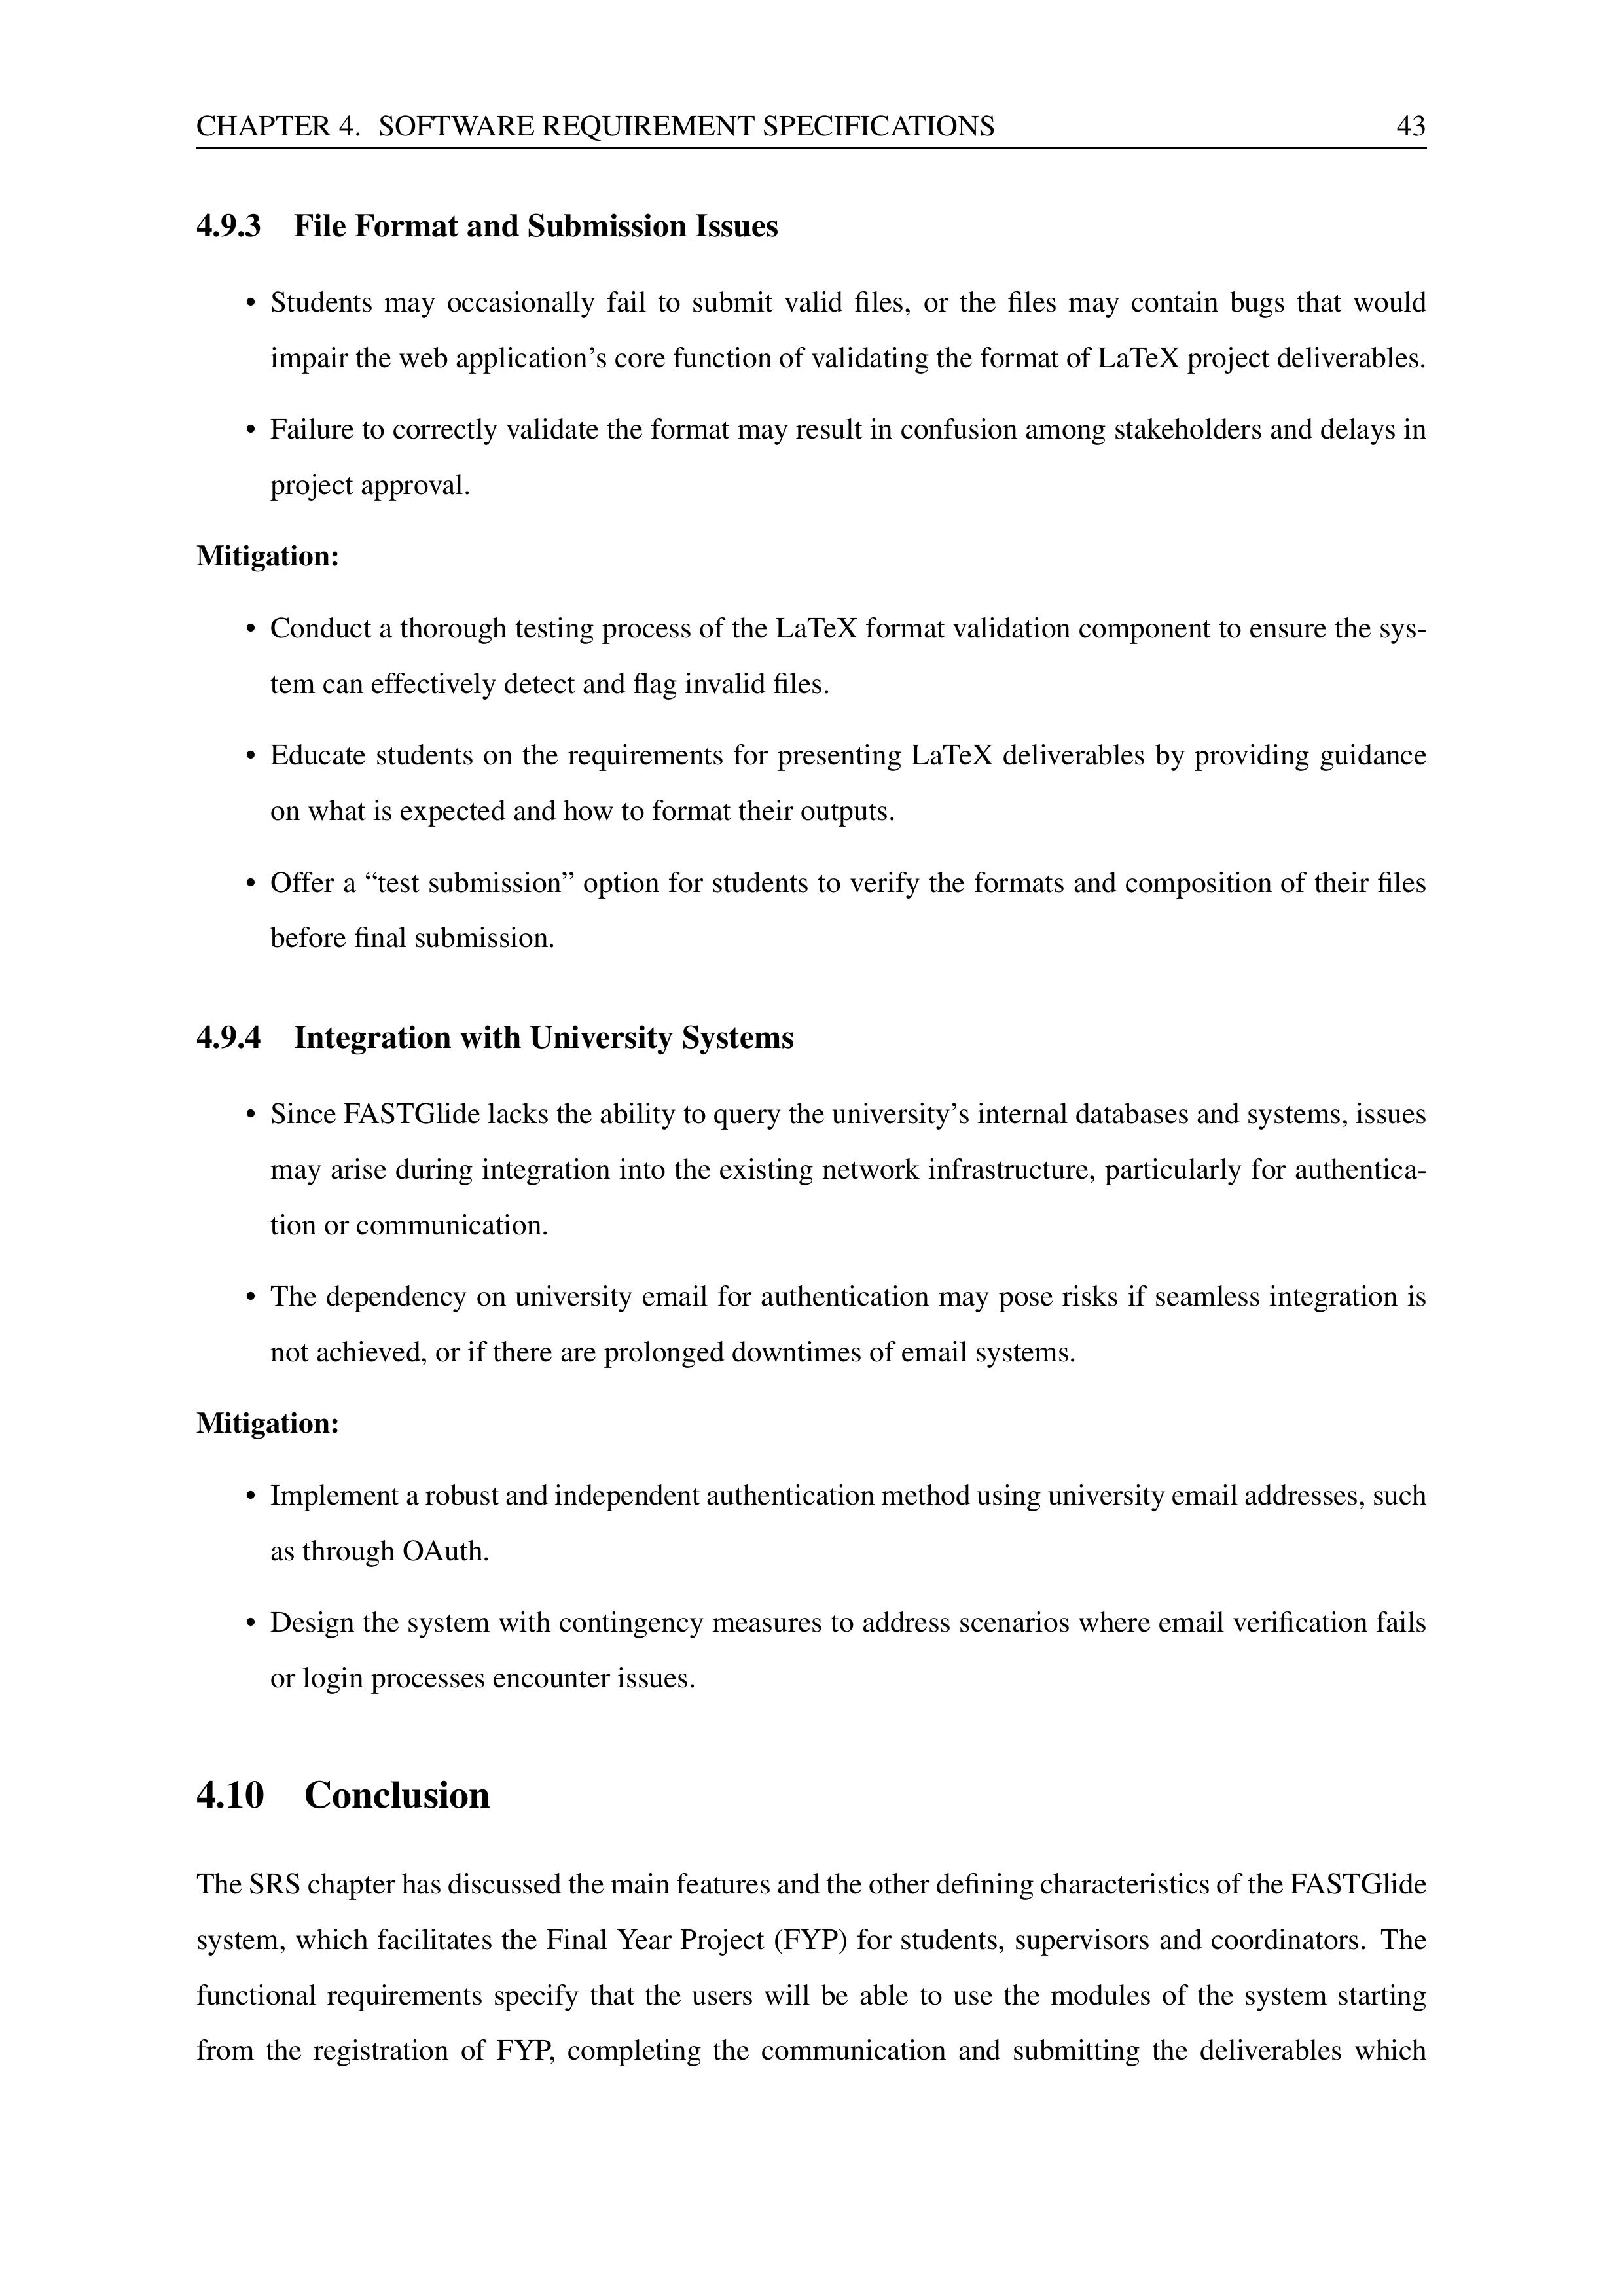 CHAPTER 4. SOFTWARE REQUIREMENT SPECIFICATIONS 43
4.9.3 File Format and Submission Issues
• Students may occasionally fail to submit valid files, or the files may contain bugs that would
impair the web application’s core function of validating the format of LaTeX project deliverables.
• Failure to correctly validate the format may result in confusion among stakeholders and delays in
project approval.
Mitigation:
• Conduct a thorough testing process of the LaTeX format validation component to ensure the sys-
tem can effectively detect and flag invalid files.
• Educate students on the requirements for presenting LaTeX deliverables by providing guidance
on what is expected and how to format their outputs.
• Offer a “test submission” option for students to verify the formats and composition of their files
before final submission.
4.9.4 Integration with University Systems
• Since FASTGlide lacks the ability to query the university’s internal databases and systems, issues
may arise during integration into the existing network infrastructure, particularly for authentica-
tion or communication.
• The dependency on university email for authentication may pose risks if seamless integration is
not achieved, or if there are prolonged downtimes of email systems.
Mitigation:
• Implement a robust and independent authentication method using university email addresses, such
as through OAuth.
• Design the system with contingency measures to address scenarios where email verification fails
or login processes encounter issues.
4.10 Conclusion
The SRS chapter has discussed the main features and the other defining characteristics of the FASTGlide
system, which facilitates the Final Year Project (FYP) for students, supervisors and coordinators. The
functional requirements specify that the users will be able to use the modules of the system starting
from the registration of FYP, completing the communication and submitting the deliverables which